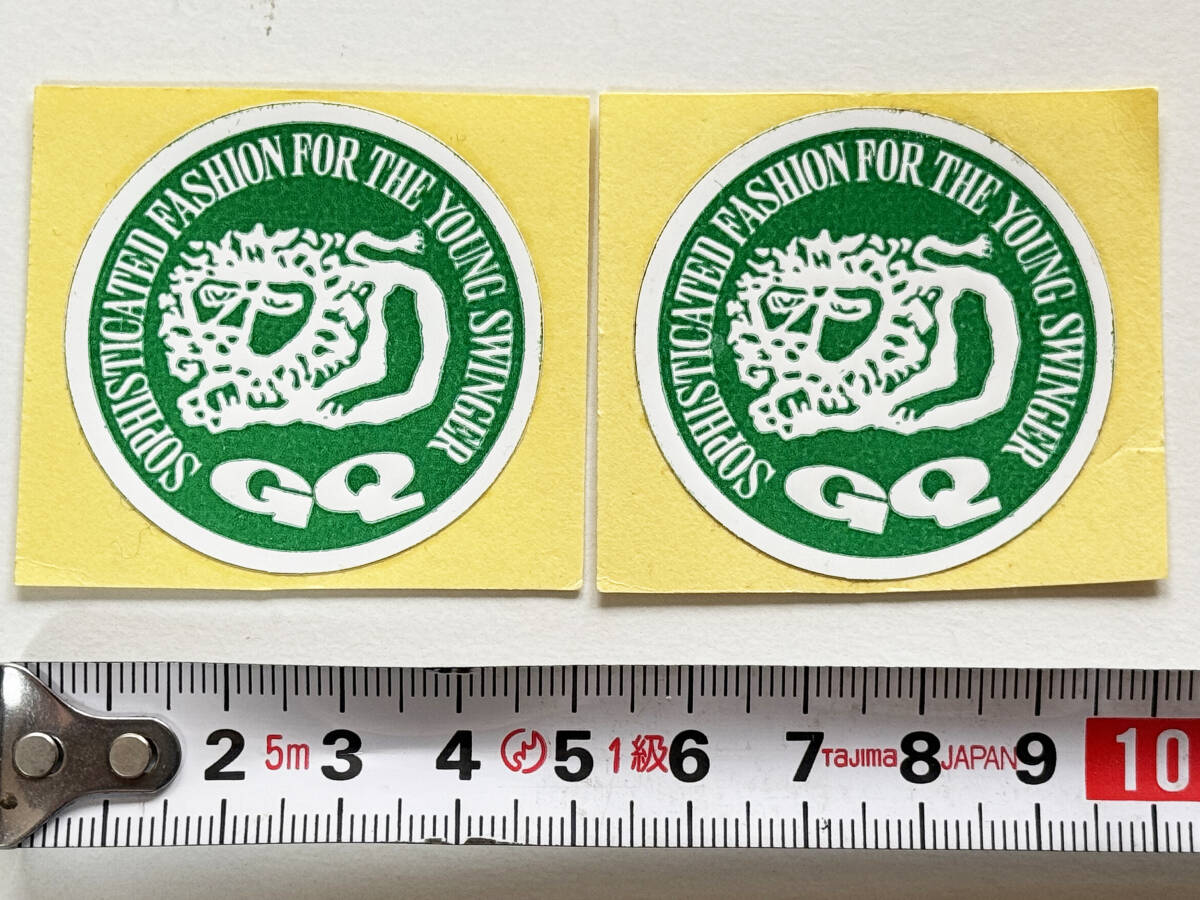 SOPHISTICATED FASHION FOR THE YOUNG SWINGER
GQ
SOPHISTICATED FASHION FOR THE YOUNG SWINGER
GQ
2 5m 3 4 5 1級 6 7 Tajima 8 JAPAN 9 10